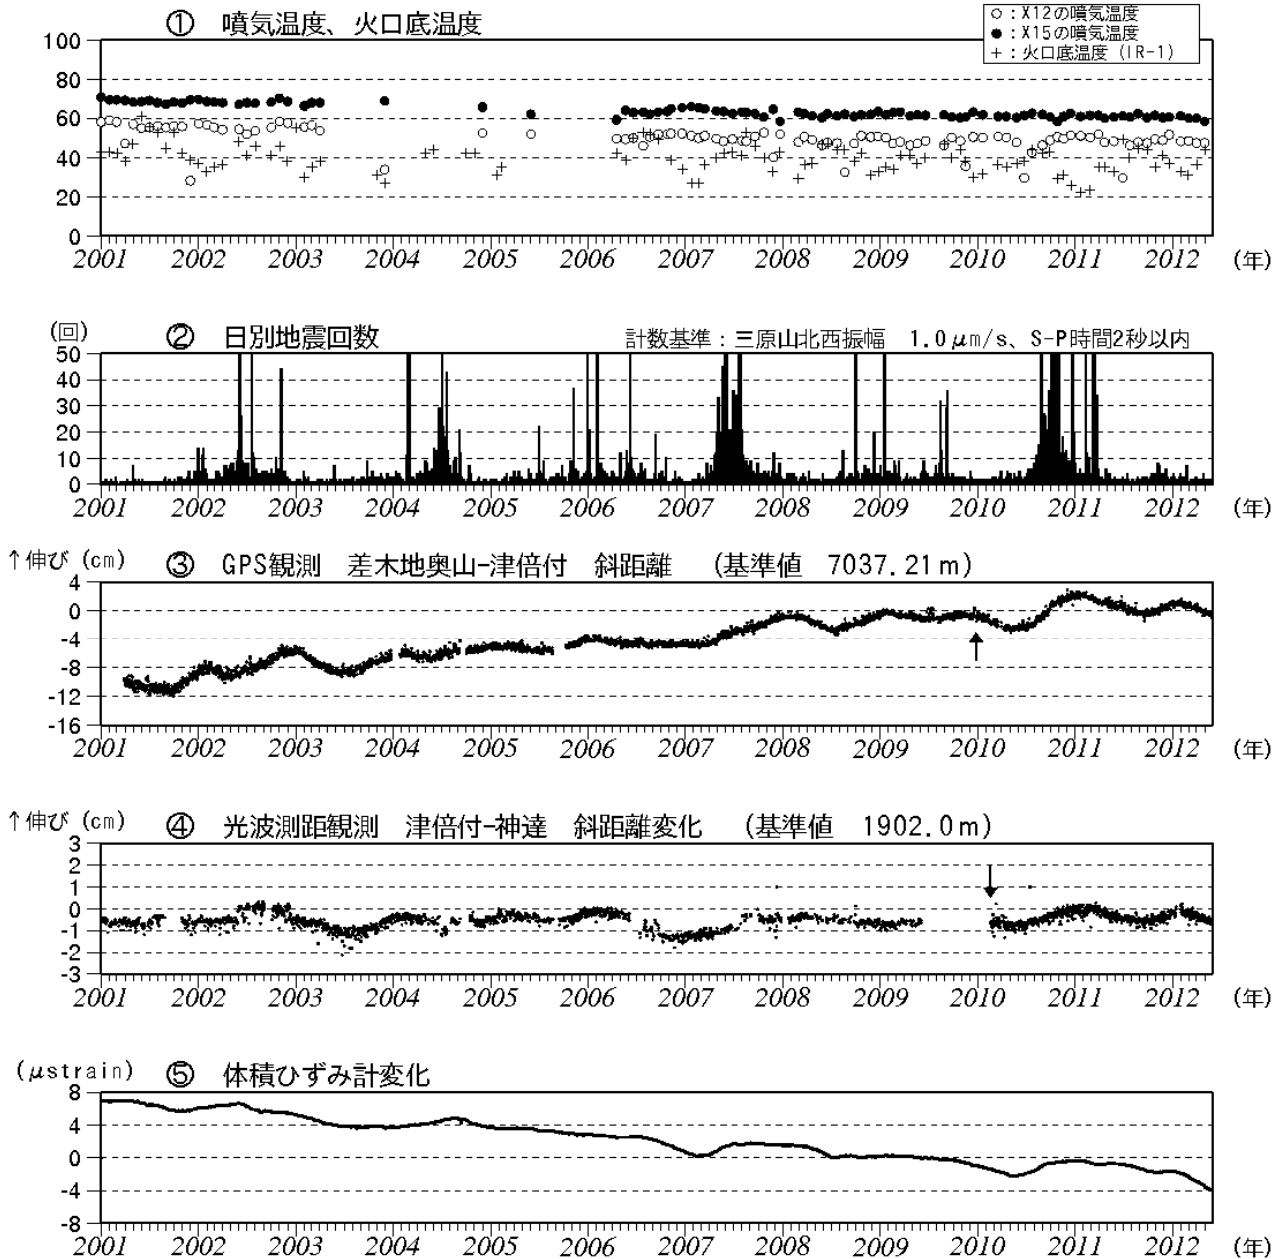 ① 噴気温度、火口底温度
○：X12の噴気温度
●：X15の噴気温度
＋：火口底温度（IR-1）
100
80
60
40
20
0
2001 2002 2003 2004 2005 2006 2007 2008 2009 2010 2011 2012 (年)
(回) ② 日別地震回数 計数基準：三原山北西振幅 1.0μm/s、S-P時間2秒以内
50
40
30
20
10
0
2001 2002 2003 2004 2005 2006 2007 2008 2009 2010 2011 2012 (年)
↑伸び (cm) ③ GPS観測 差木地奥山-津倍付 斜距離 (基準値 7037.21m)
4
0
-4
-8
-12
-16
2001 2002 2003 2004 2005 2006 2007 2008 2009 2010 2011 2012 (年)
↑伸び (cm) ④ 光波測距観測 津倍付-神達 斜距離変化 (基準値 1902.0m)
3
2
1
0
-1
-2
-3
2001 2002 2003 2004 2005 2006 2007 2008 2009 2010 2011 2012 (年)
(μstrain) ⑤ 体積ひずみ計変化
8
4
0
-4
-8
2001 2002 2003 2004 2005 2006 2007 2008 2009 2010 2011 2012 (年)